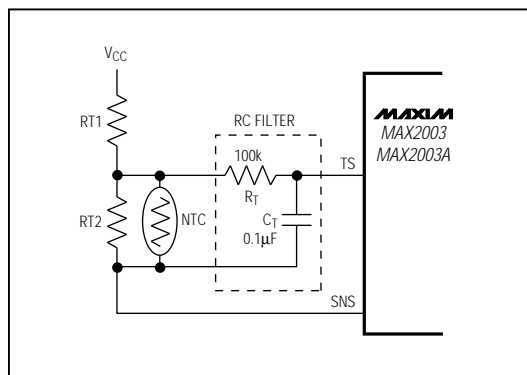 VCC
RT1
RC FILTER
MAXIM
MAX2003
MAX2003A
100k
TS
RT
RT2
NTC
CT
0.1µF
SNS